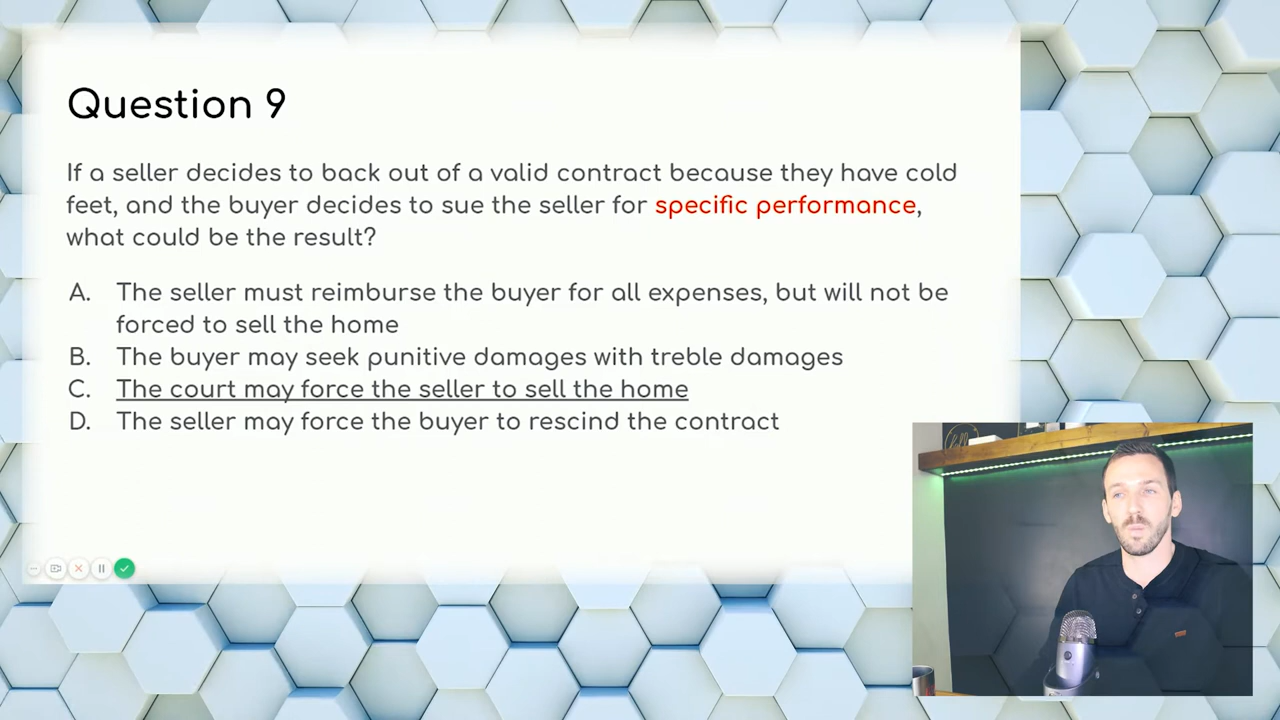 Question 9
If a seller decides to back out of a valid contract because they have cold
feet, and the buyer decides to sue the seller for specific performance,
what could be the result?
A. The seller must reimburse the buyer for all expenses, but will not be
forced to sell the home
B. The buyer may seek punitive damages with treble damages
C. The court may force the seller to sell the home
D. The seller may force the buyer to rescind the contract